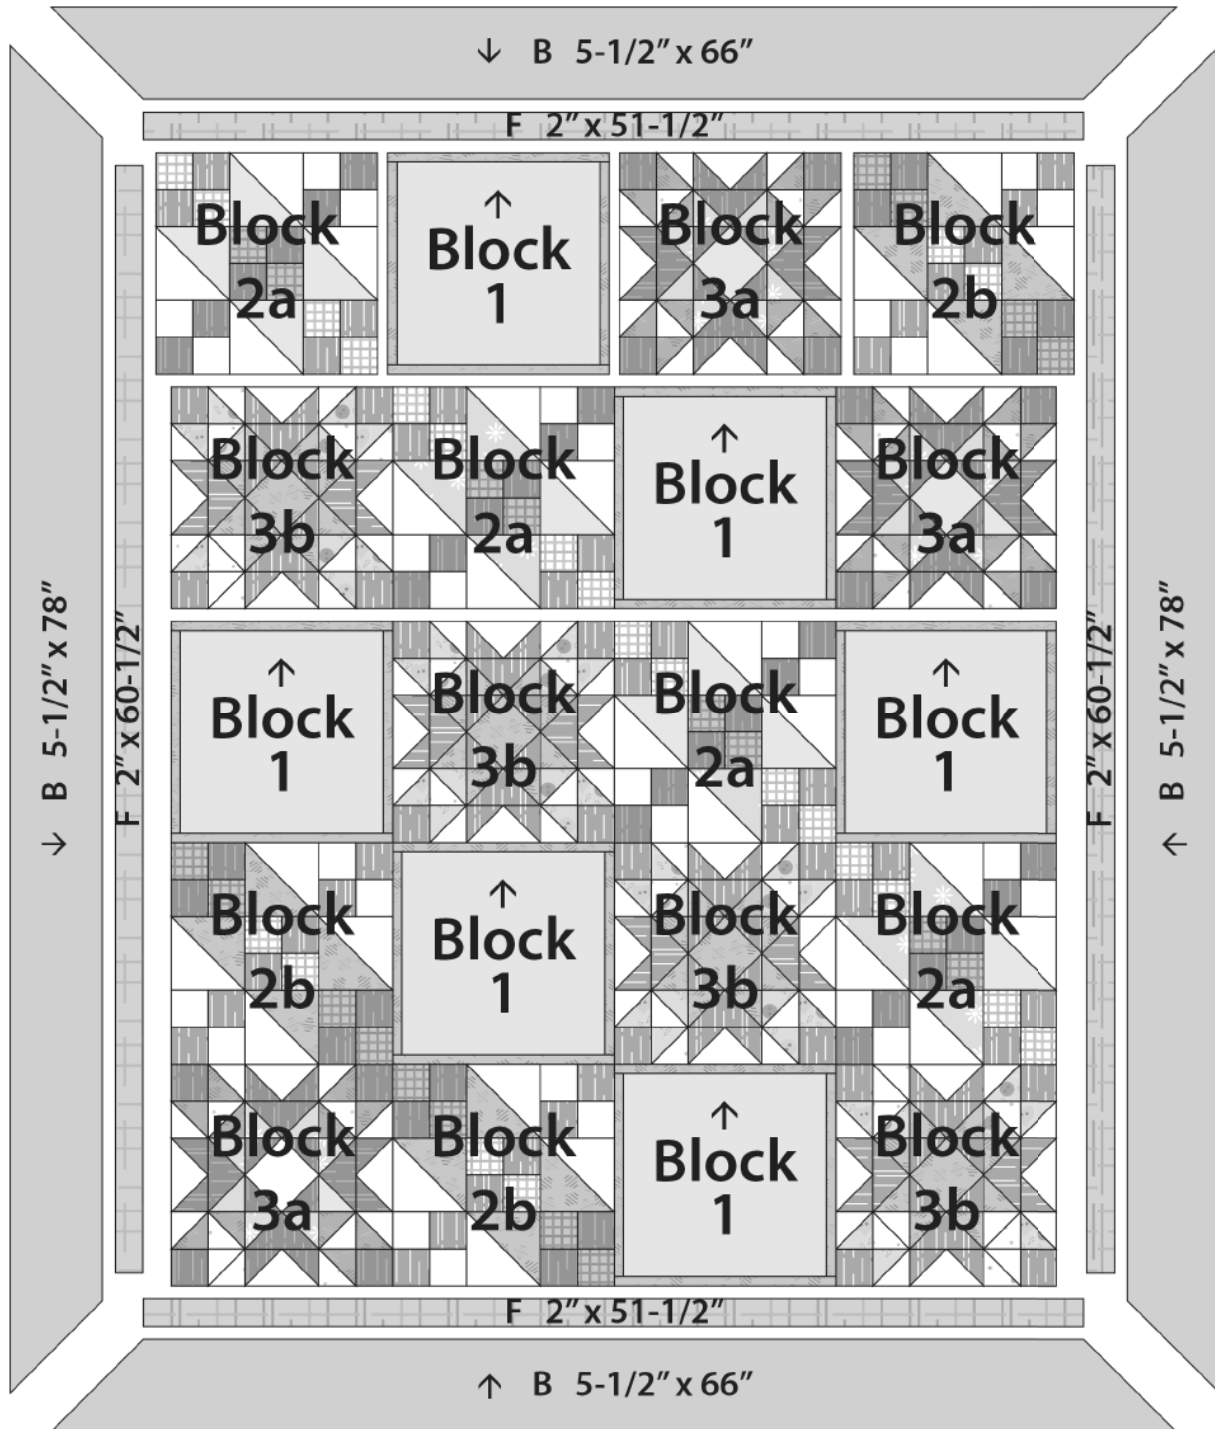 ↓ B 5-1/2” x 66”
F 2” x 51-1/2”
Block
2a
↑
Block
1
Block
3a
Block
2b
Block
3b
Block
2a
↑
Block
1
Block
3a
↓ B 5-1/2” x 78”
F 2” x 60-1/2”
↑
Block
1
Block
3b
Block
2a
↑
Block
1
F 2” x 60-1/2”
↑ B 5-1/2” x 78”
Block
2b
↑
Block
1
Block
3b
Block
2a
Block
3a
Block
2b
↑
Block
1
Block
3b
F 2” x 51-1/2”
↑ B 5-1/2” x 66”